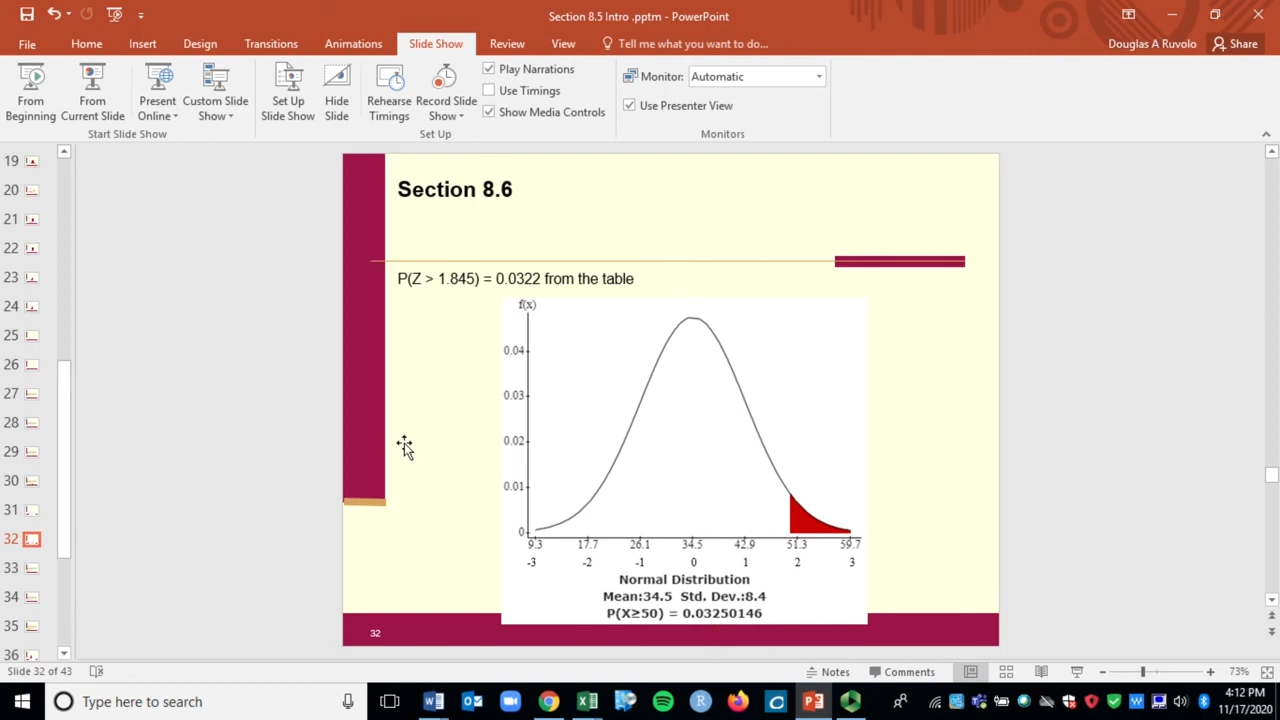 Section 8.5 Intro .pptm - PowerPoint
File Home Insert Design Transitions Animations Slide Show Review View Tell me what you want to do... Douglas A Ruvolo Share
From Beginning
From Current Slide
Present Online
Custom Slide Show
Start Slide Show
Set Up Slide Show
Hide Slide
Rehearse Timings
Record Slide Show
Play Narrations
Use Timings
Show Media Controls
Set Up
Monitor: Automatic
Use Presenter View
Monitors
19
20
21
22
23
24
25
26
27
28
29
30
31
32
33
34
35
36
Section 8.6
P(Z > 1.845) = 0.0322 from the table
f(x)
0.04
0.03
0.02
0.01
0
9.3 17.7 26.1 34.5 42.9 51.3 59.7
-3 -2 -1 0 1 2 3
Normal Distribution
Mean:34.5 Std. Dev.:8.4
P(X≥50) = 0.03250146
32
Slide 32 of 43 Notes Comments 73%
Type here to search
4:12 PM
11/17/2020